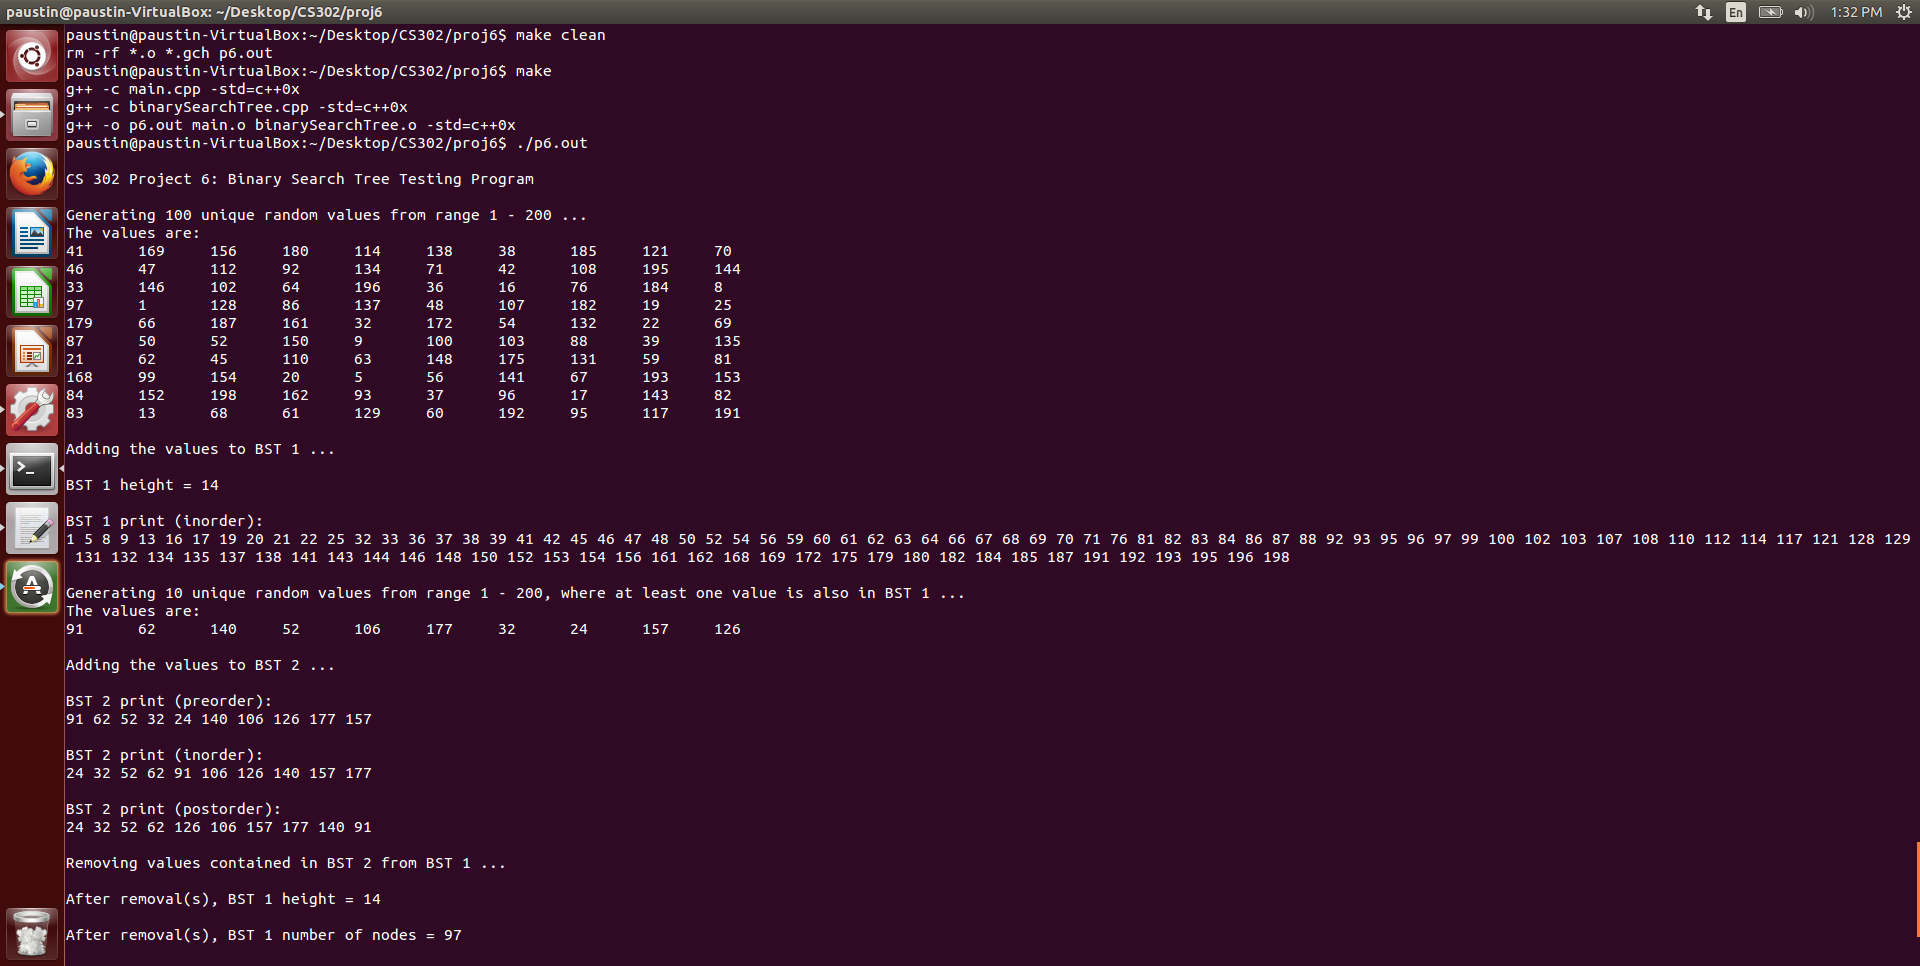 paustin@paustin-VirtualBox: ~/Desktop/CS302/proj6 En 1:32 PM
paustin@paustin-VirtualBox:~/Desktop/CS302/proj6$ make clean
rm -rf *.o *.gch p6.out
paustin@paustin-VirtualBox:~/Desktop/CS302/proj6$ make
g++ -c main.cpp -std=c++0x
g++ -c binarySearchTree.cpp -std=c++0x
g++ -o p6.out main.o binarySearchTree.o -std=c++0x
paustin@paustin-VirtualBox:~/Desktop/CS302/proj6$ ./p6.out
CS 302 Project 6: Binary Search Tree Testing Program
Generating 100 unique random values from range 1 - 200 ...
The values are:
41 169 156 180 114 138 38 185 121 70
46 47 112 92 134 71 42 108 195 144
33 146 102 64 196 36 16 76 184 8
97 1 128 86 137 48 107 182 19 25
179 66 187 161 32 172 54 132 22 69
87 50 52 150 9 100 103 88 39 135
21 62 45 110 63 148 175 131 59 81
168 99 154 20 5 56 141 67 193 153
84 152 198 162 93 37 96 17 143 82
83 13 68 61 129 60 192 95 117 191
Adding the values to BST 1 ...
BST 1 height = 14
BST 1 print (inorder):
1 5 8 9 13 16 17 19 20 21 22 25 32 33 36 37 38 39 41 42 45 46 47 48 50 52 54 56 59 60 61 62 63 64 66 67 68 69 70 71 76 81 82 83 84 86 87 88 92 93 95 96 97 99 100 102 103 107 108 110 112 114 117 121 128 129
131 132 134 135 137 138 141 143 144 146 148 150 152 153 154 156 161 162 168 169 172 175 179 180 182 184 185 187 191 192 193 195 196 198
Generating 10 unique random values from range 1 - 200, where at least one value is also in BST 1 ...
The values are:
91 62 140 52 106 177 32 24 157 126
Adding the values to BST 2 ...
BST 2 print (preorder):
91 62 52 32 24 140 106 126 177 157
BST 2 print (inorder):
24 32 52 62 91 106 126 140 157 177
BST 2 print (postorder):
24 32 52 62 126 106 157 177 140 91
Removing values contained in BST 2 from BST 1 ...
After removal(s), BST 1 height = 14
After removal(s), BST 1 number of nodes = 97